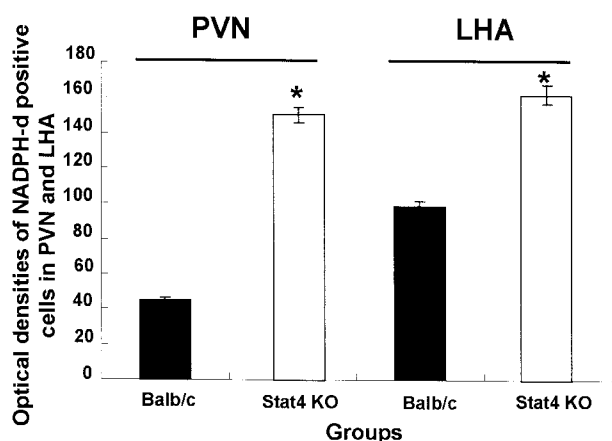 PVN LHA
Optical densities of NADPH-d positive
cells in PVN and LHA
180
160
140
120
100
80
60
40
20
0
*
*
Balb/c Stat4 KO Balb/c Stat4 KO
Groups